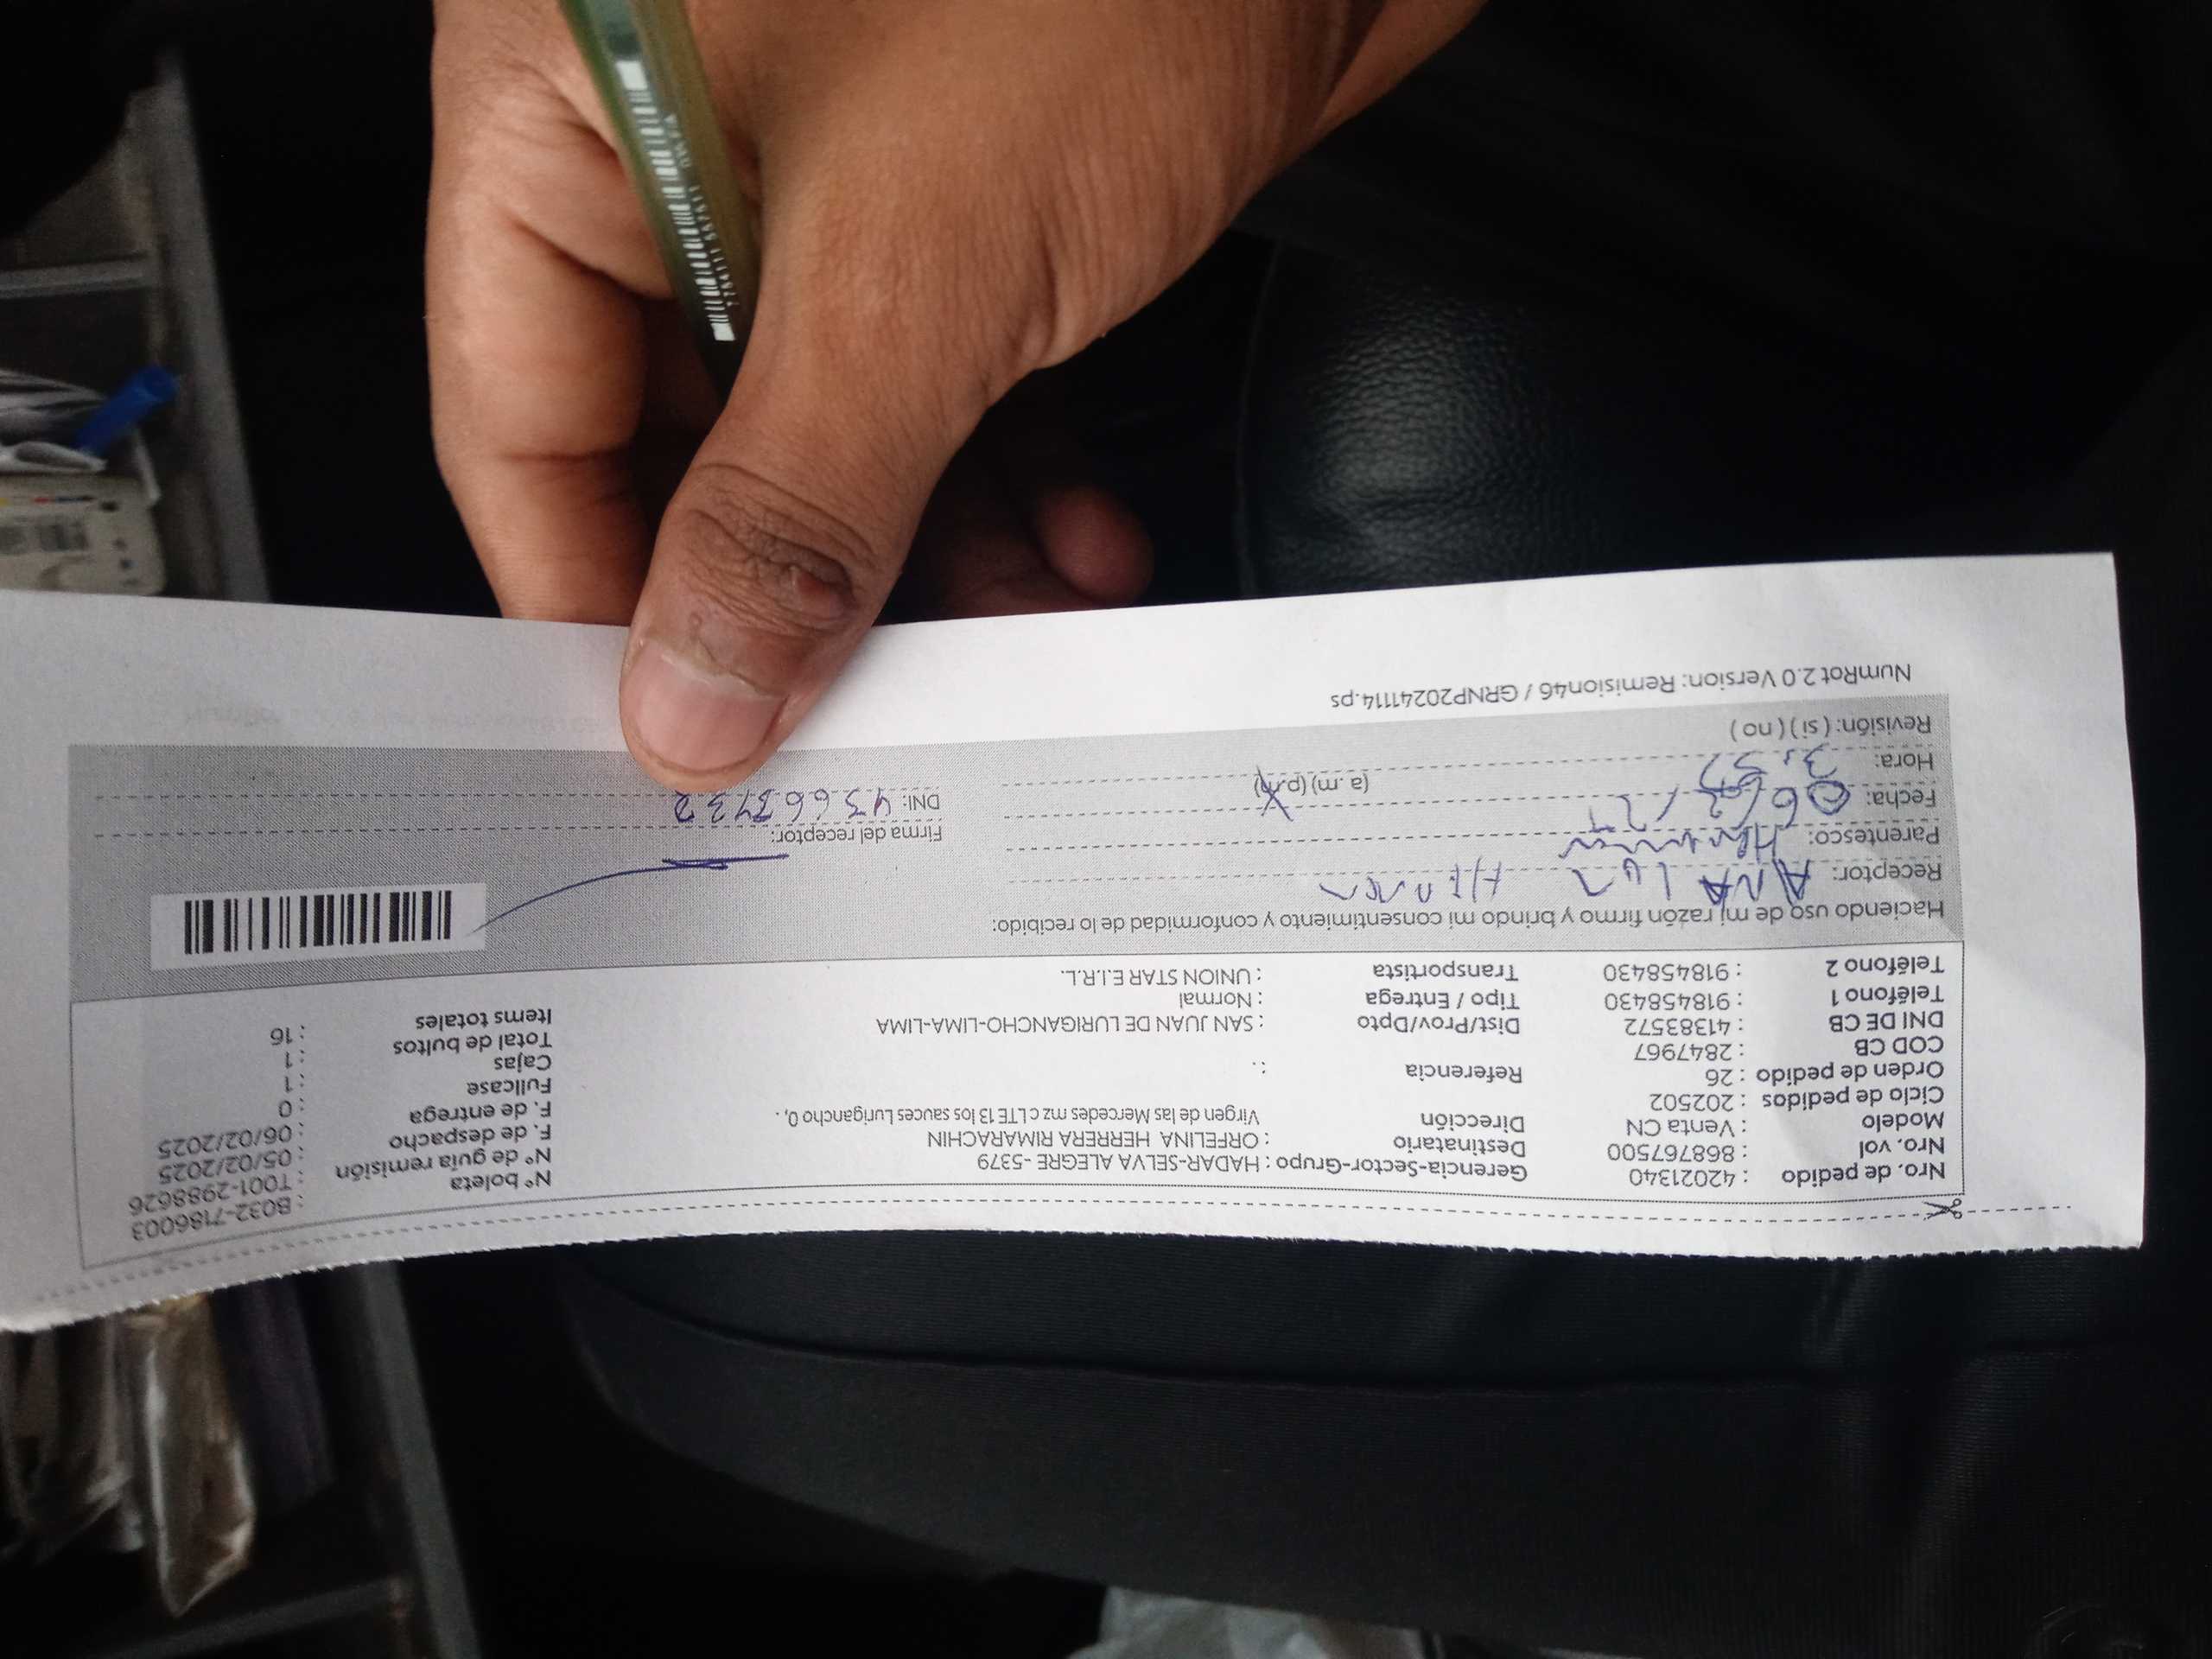 Nro. de pedido : 42021340 Gerencia-Sector-Grupo : HADAR-SELVA ALEGRE -5379 N° boleta : B032-7186003
Nro. vol : 868767500 Destinatario : ORFELINA HERRERA RIMARACHIN N° de guía remisión : T001-2988626
Modelo : Venta CN Dirección Virgen de las Mercedes mz c LTE 13 los sauces Lurigancho 0, . F. de despacho : 05/02/2025
Ciclo de pedidos : 202502 F. de entrega : 06/02/2025
Orden de pedido : 26 Referencia : . Fullcase : 0
COD CB : 2847967 Cajas : 1
DNI DE CB : 41383572 Dist/Prov/Dpto : SAN JUAN DE LURIGANCHO-LIMA-LIMA Total de bultos : 1
Teléfono 1 : 918458430 Tipo / Entrega : Normal Items totales : 16
Teléfono 2 : 918458430 Transportista : UNION STAR E.I.R.L.
Haciendo uso de mi razón firmo y brindo mi consentimiento y conformidad de lo recibido:
Receptor: ANA
Parentesco:
Fecha: 06
Hora: 3: (a. m) (p.m)
Revisión: ( si ) ( no )
Firma del receptor:
DNI:
NumRot 2.0 Version: Remision46 / GRNP20241114.ps